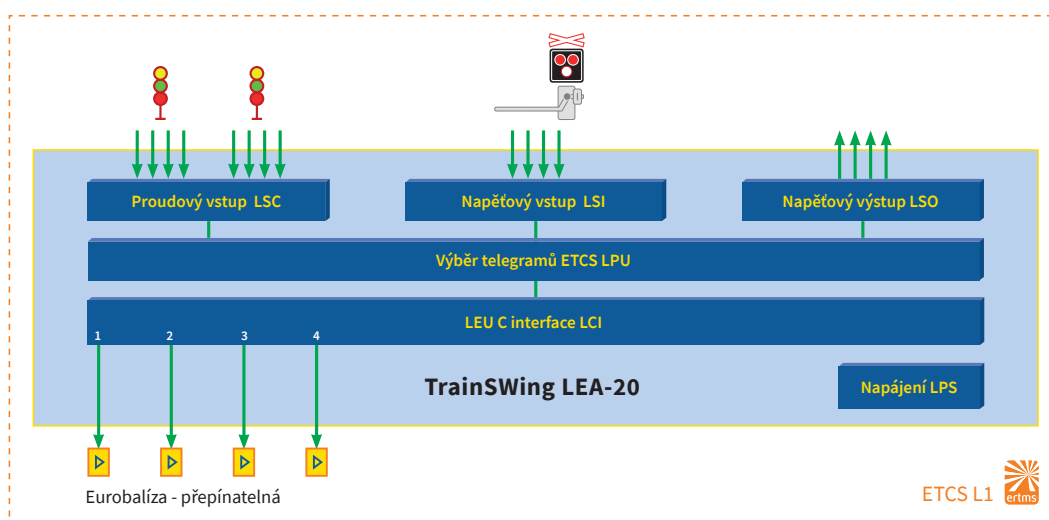 Proudový vstup LSC
Napěťový vstup LSI
Napěťový výstup LSO
Výběr telegramů ETCS LPU
LEU C interface LCI
1 2 3 4
TrainSWing LEA-20
Napájení LPS
Eurobalíza - přepínatelná
ETCS L1
ertms